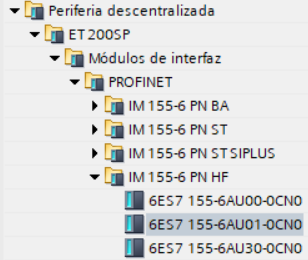 Periferia descentralizada
ET 200SP
Módulos de interfaz
PROFINET
IM 155-6 PN BA
IM 155-6 PN ST
IM 155-6 PN ST SIPLUS
IM 155-6 PN HF
6ES7 155-6AU00-0CN0
6ES7 155-6AU01-0CN0
6ES7 155-6AU30-0CN0